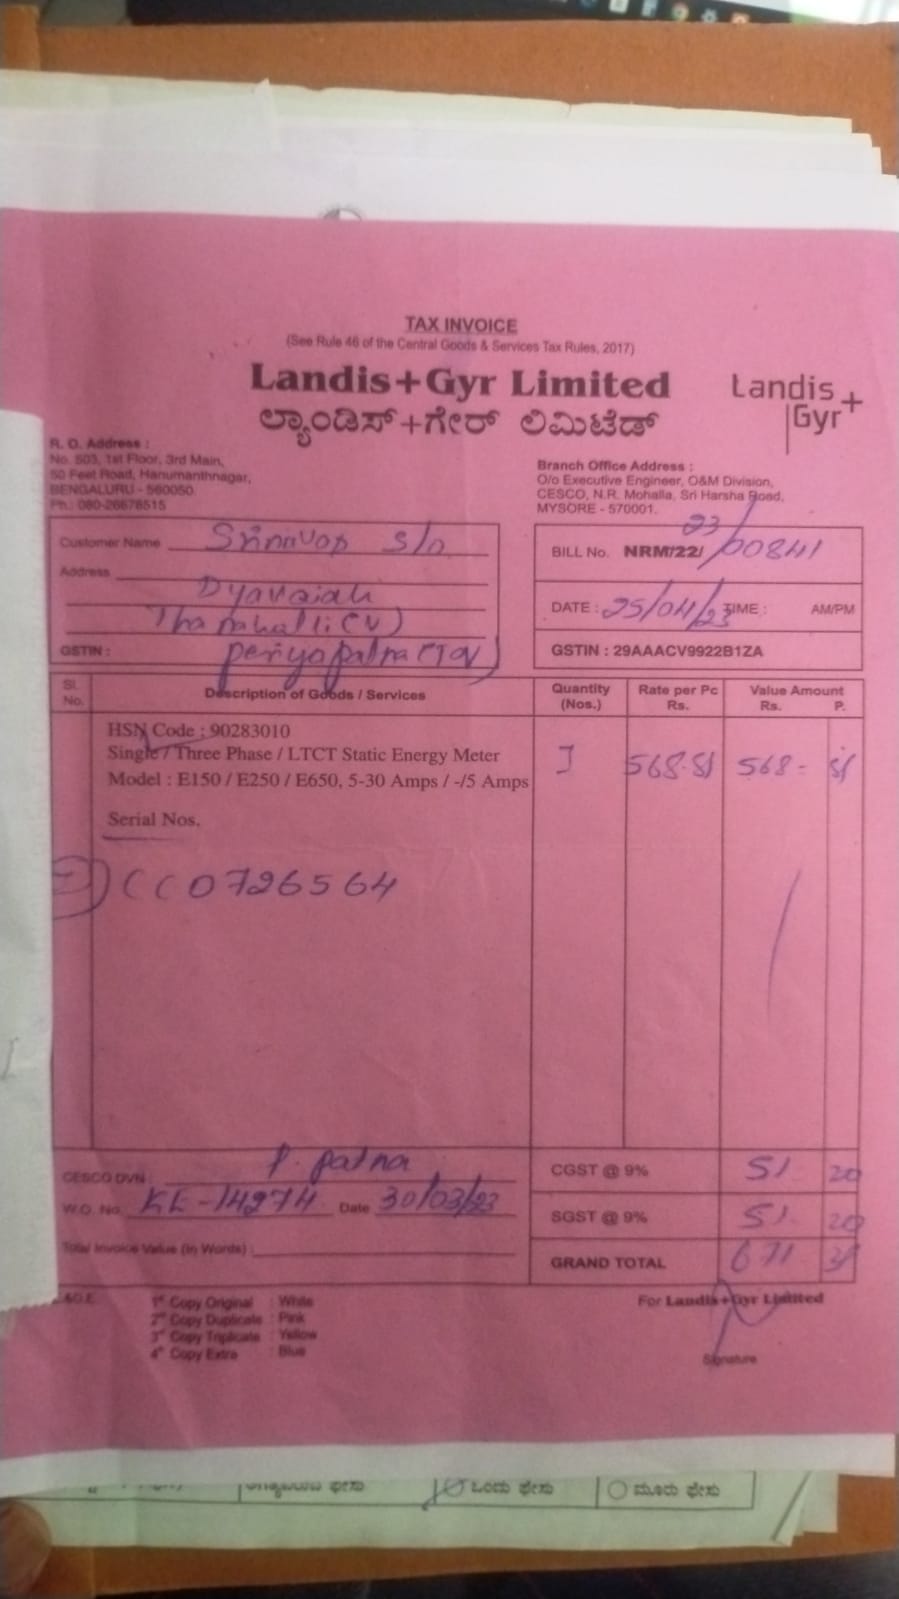 TAX INVOICE
(See Rule 46 of the Central Goods & Services Tax Rules, 2017)
Landis+Gyr Limited
ಲ್ಯಾಂಡಿಸ್+ಗೇರ್ ಲಿಮಿಟೆಡ್
Landis
Gyr+
R. O. Address :
No. 503, 1st Floor, 3rd Main,
50 Feet Road, Hanumanthnagar,
BENGALURU - 560050
Ph.: 080-26676515
Branch Office Address :
O/o Executive Engineer, O&M Division,
CESCO, N.R. Mohalla, Sri Harsha Road,
MYSORE - 570001.
Customer Name S/o
Address Dyavaiah
(V)
GSTIN :
BILL No. NRM/22/ 23/00841
DATE : 25/04/23 TIME : AM/PM
GSTIN : 29AAACV9922B1ZA
Sl. No. Description of Goods / Services Quantity (Nos.) Rate per Pc Rs. Value Amount Rs. P.
HSN Code : 90283010
Single / Three Phase / LTCT Static Energy Meter 1 568-81 568- 81
Model : E150 / E250 / E650, 5-30 Amps / -/5 Amps
Serial Nos.
CC0726564
CESCO DVN P. patna
W.O. No. KE-14274 Date 30/03/23
Total Invoice Value (in Words) :
CGST @ 9% 51 20
SGST @ 9% 51 20
GRAND TOTAL 671
E.&O.E.
1st Copy Original : White
2nd Copy Duplicate : Pink
3rd Copy Triplicate : Yellow
4th Copy Extra : Blue
For Landis+Gyr Limited
Signature
ಒಂದು ಫೇಸು
ಮೂರು ಫೇಸು